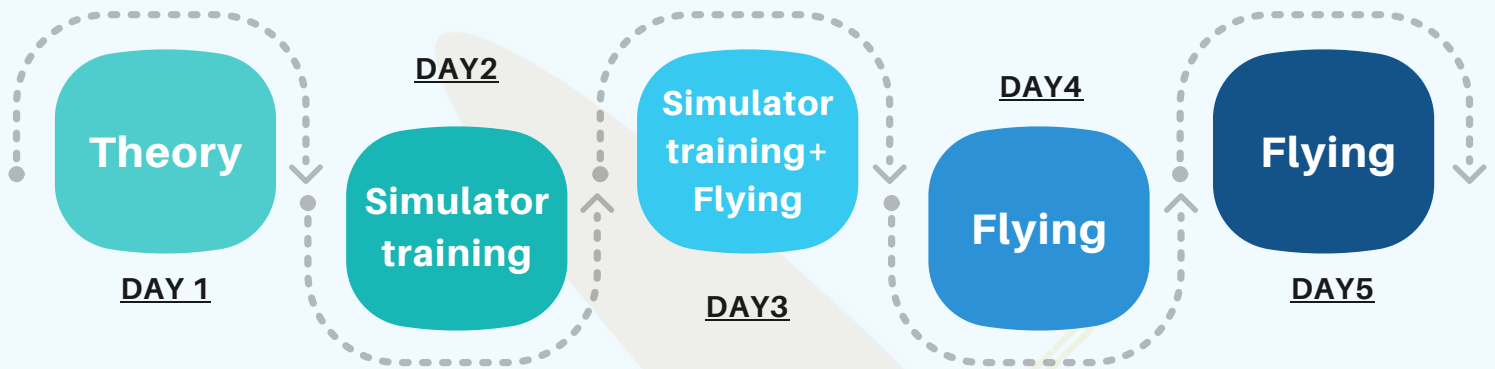 Theory
DAY 1
DAY2
Simulator
training
Simulator
training+
Flying
DAY3
DAY4
Flying
Flying
DAY5